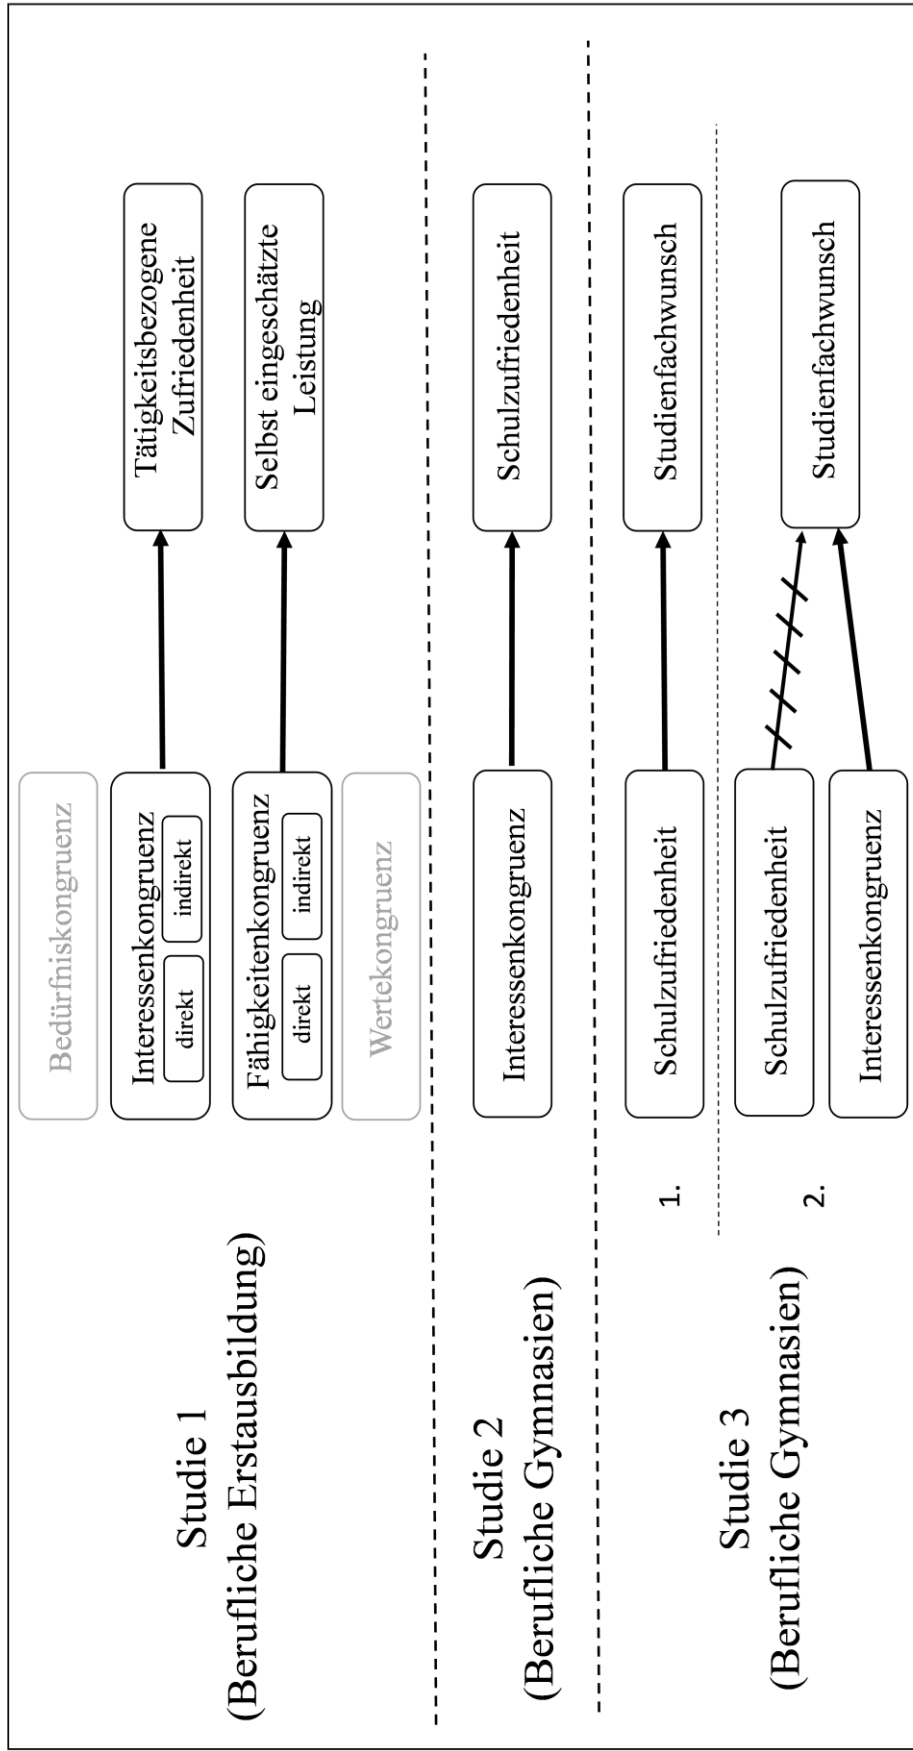 Studie 1
(Berufliche Erstausbildung)
Bedürfniskongruenz
Interessenkongruenz
direkt
indirekt
Fähigkeitenkongruenz
direkt
indirekt
Wertekongruenz
Tätigkeitsbezogene
Zufriedenheit
Selbst eingeschätzte
Leistung
Studie 2
(Berufliche Gymnasien)
Interessenkongruenz
Schulzufriedenheit
Studie 3
(Berufliche Gymnasien)
1.
Schulzufriedenheit
Studienfachwunsch
2.
Schulzufriedenheit
Interessenkongruenz
Studienfachwunsch